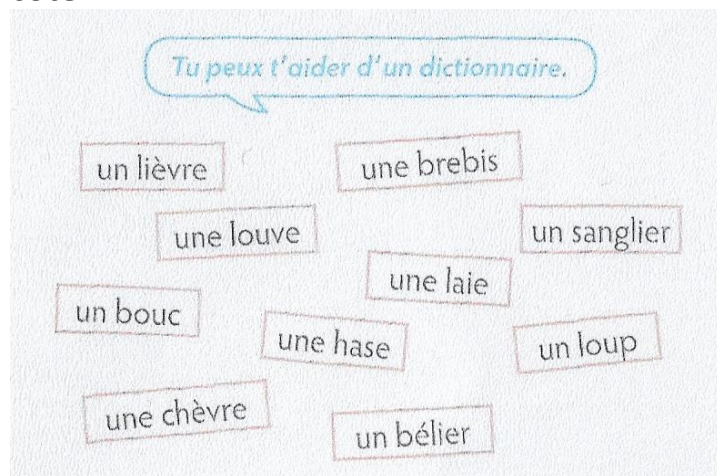 Tu peux t'aider d'un dictionnaire.
un lièvre
une brebis
une louve
un sanglier
une laie
un bouc
une hase
un loup
une chèvre
un bélier